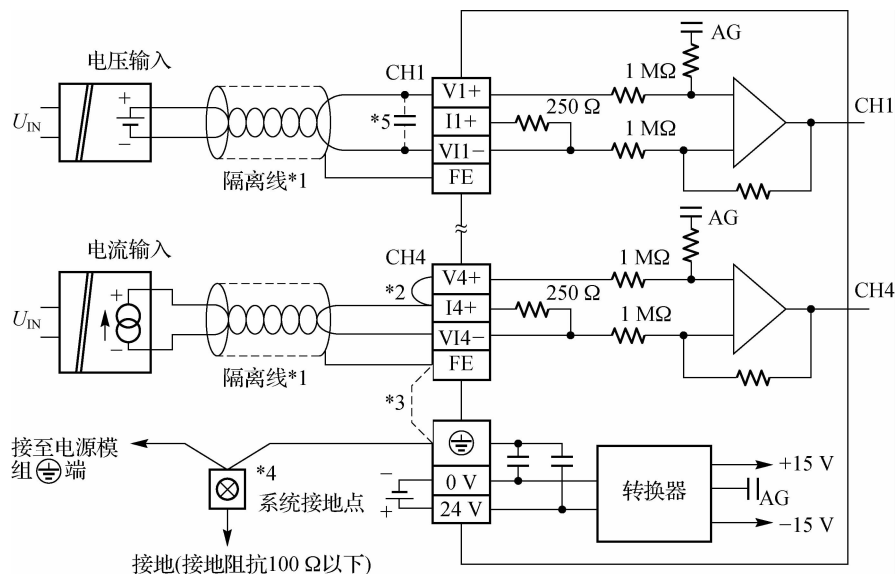 电压输入
CH1
AG
V1+
1 MΩ
CH1
+
U_IN
−
*5
I1+
250 Ω
VI1−
1 MΩ
FE
隔离线*1
电流输入
CH4
AG
V4+
1 MΩ
CH4
+
U_IN
−
*2
I4+
250 Ω
VI4−
1 MΩ
FE
隔离线*1
*3
接至电源模
组端
*4
系统接地点
−
+
0 V
24 V
转换器
+15 V
AG
−15 V
接地(接地阻抗100 Ω以下)